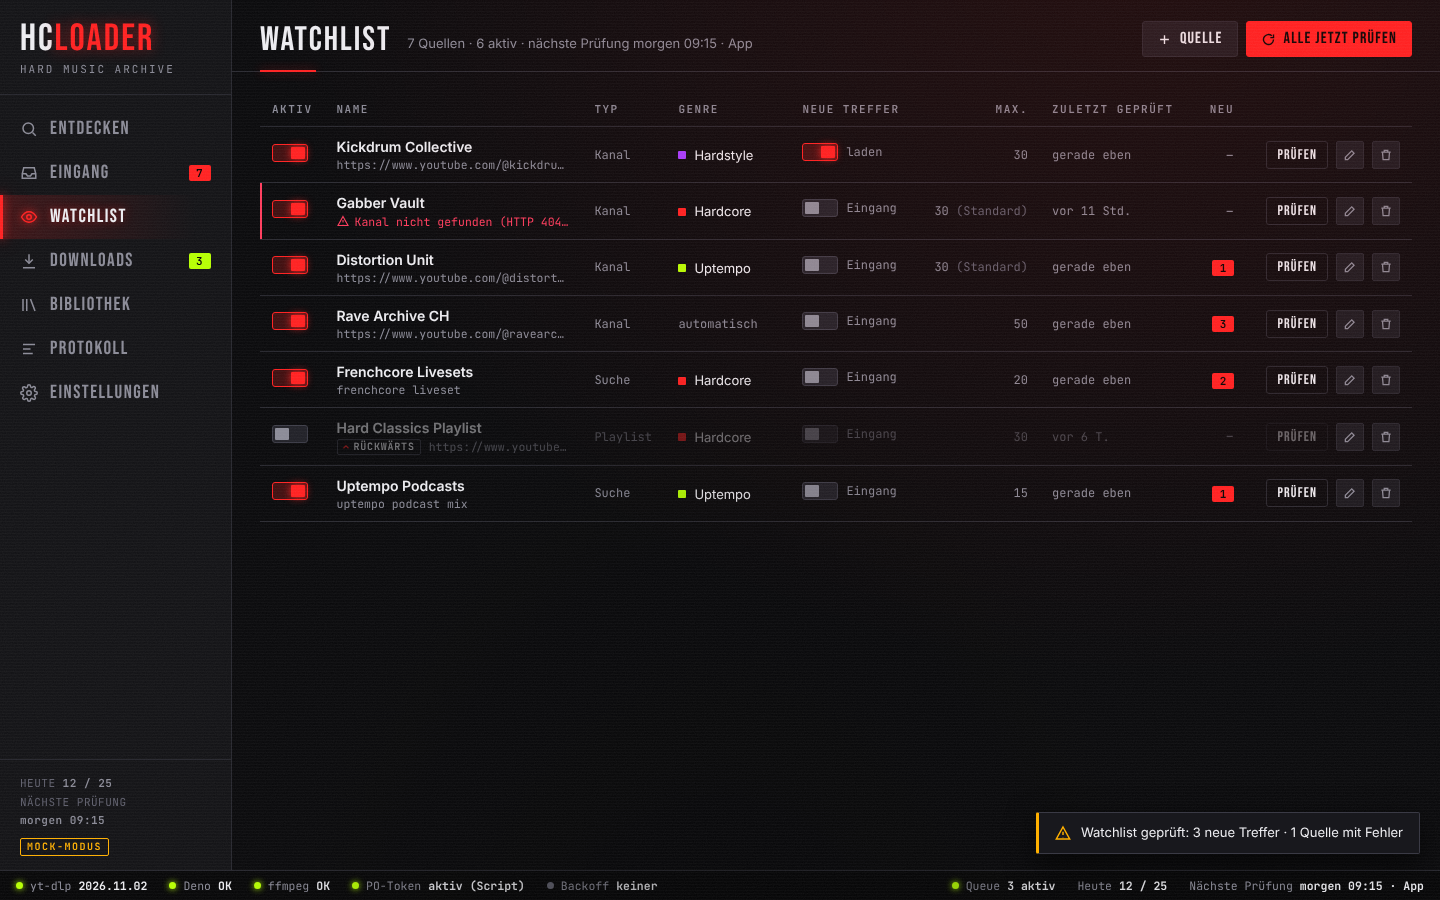 HCLOADER
HARD MUSIC ARCHIVE
ENTDECKEN
EINGANG 7
WATCHLIST
DOWNLOADS 3
BIBLIOTHEK
PROTOKOLL
EINSTELLUNGEN
HEUTE 12 / 25
NÄCHSTE PRÜFUNG
morgen 09:15
MOCK-MODUS
WATCHLIST 7 Quellen · 6 aktiv · nächste Prüfung morgen 09:15 · App
+ QUELLE ALLE JETZT PRÜFEN
AKTIV NAME TYP GENRE NEUE TREFFER MAX. ZULETZT GEPRÜFT NEU
Kickdrum Collective
https://www.youtube.com/@kickdru… Kanal Hardstyle laden 30 gerade eben – PRÜFEN
Gabber Vault
Kanal nicht gefunden (HTTP 404… Kanal Hardcore Eingang 30 (Standard) vor 11 Std. – PRÜFEN
Distortion Unit
https://www.youtube.com/@distort… Kanal Uptempo Eingang 30 (Standard) gerade eben 1 PRÜFEN
Rave Archive CH
https://www.youtube.com/@ravearc… Kanal automatisch Eingang 50 gerade eben 3 PRÜFEN
Frenchcore Livesets
frenchcore liveset Suche Hardcore Eingang 20 gerade eben 2 PRÜFEN
Hard Classics Playlist
RÜCKWÄRTS https://www.youtube… Playlist Hardcore Eingang 30 vor 6 T. – PRÜFEN
Uptempo Podcasts
uptempo podcast mix Suche Uptempo Eingang 15 gerade eben 1 PRÜFEN
Watchlist geprüft: 3 neue Treffer · 1 Quelle mit Fehler
yt-dlp 2026.11.02 Deno OK ffmpeg OK PO-Token aktiv (Script) Backoff keiner Queue 3 aktiv Heute 12 / 25 Nächste Prüfung morgen 09:15 · App